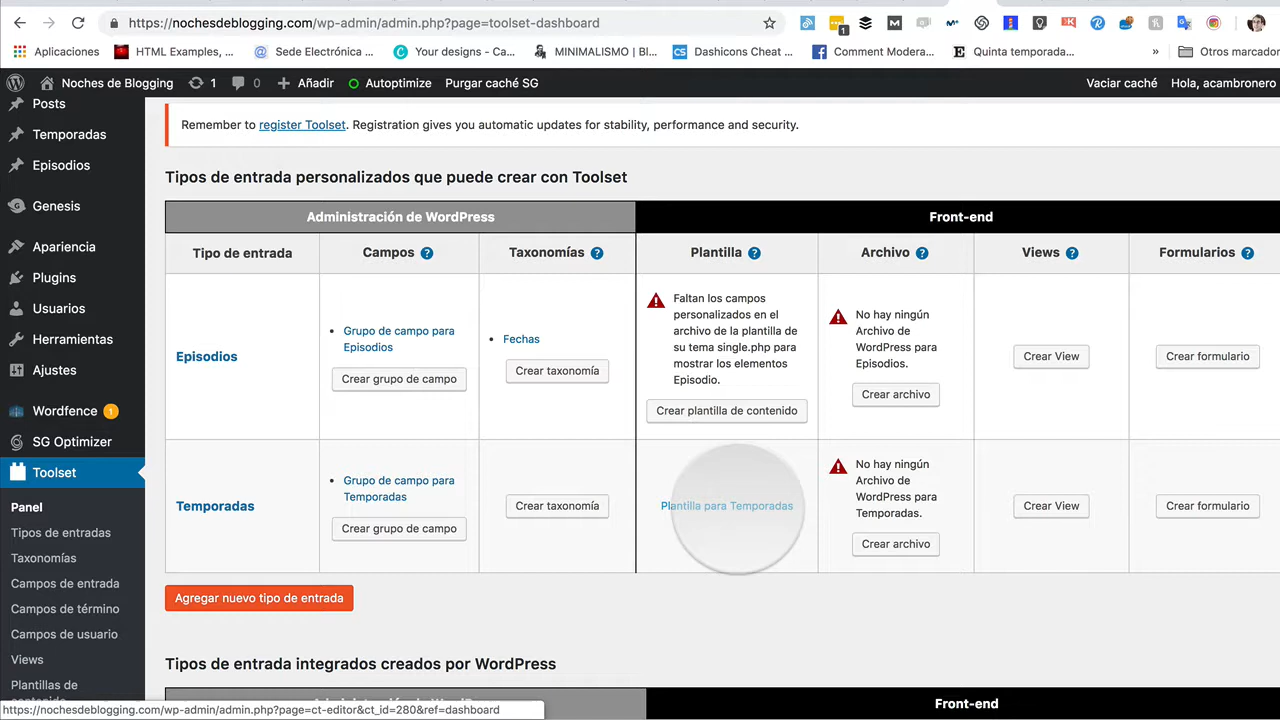 https://nochesdeblogging.com/wp-admin/admin.php?page=toolset-dashboard
1
Aplicaciones
HTML Examples, ...
Sede Electrónica ...
Your designs - Ca...
MINIMALISMO | Bl...
Dashicons Cheat ...
Comment Modera...
Quinta temporada...
»
Otros marcador
Noches de Blogging
1
0
Añadir
Autoptimize
Purgar caché SG
Vaciar caché
Hola, acambronero
Posts
Temporadas
Episodios
Genesis
Apariencia
Plugins
Usuarios
Herramientas
Ajustes
Wordfence 1
SG Optimizer
Toolset
Panel
Tipos de entradas
Taxonomías
Campos de entrada
Campos de término
Campos de usuario
Views
Plantillas de
Remember to register Toolset. Registration gives you automatic updates for stability, performance and security.
Tipos de entrada personalizados que puede crear con Toolset
Administración de WordPress
Front-end
Tipo de entrada
Campos ?
Taxonomías ?
Plantilla ?
Archivo ?
Views ?
Formularios ?
Episodios
Grupo de campo para
Episodios
Crear grupo de campo
Fechas
Crear taxonomía
Faltan los campos
personalizados en el
archivo de la plantilla de
su tema single.php para
mostrar los elementos
Episodio.
Crear plantilla de contenido
No hay ningún
Archivo de
WordPress para
Episodios.
Crear archivo
Crear View
Crear formulario
Temporadas
Grupo de campo para
Temporadas
Crear grupo de campo
Crear taxonomía
Plantilla para Temporadas
No hay ningún
Archivo de
WordPress para
Temporadas.
Crear archivo
Crear View
Crear formulario
Agregar nuevo tipo de entrada
Tipos de entrada integrados creados por WordPress
Front-end
https://nochesdeblogging.com/wp-admin/admin.php?page=ct-editor&ct_id=280&ref=dashboard